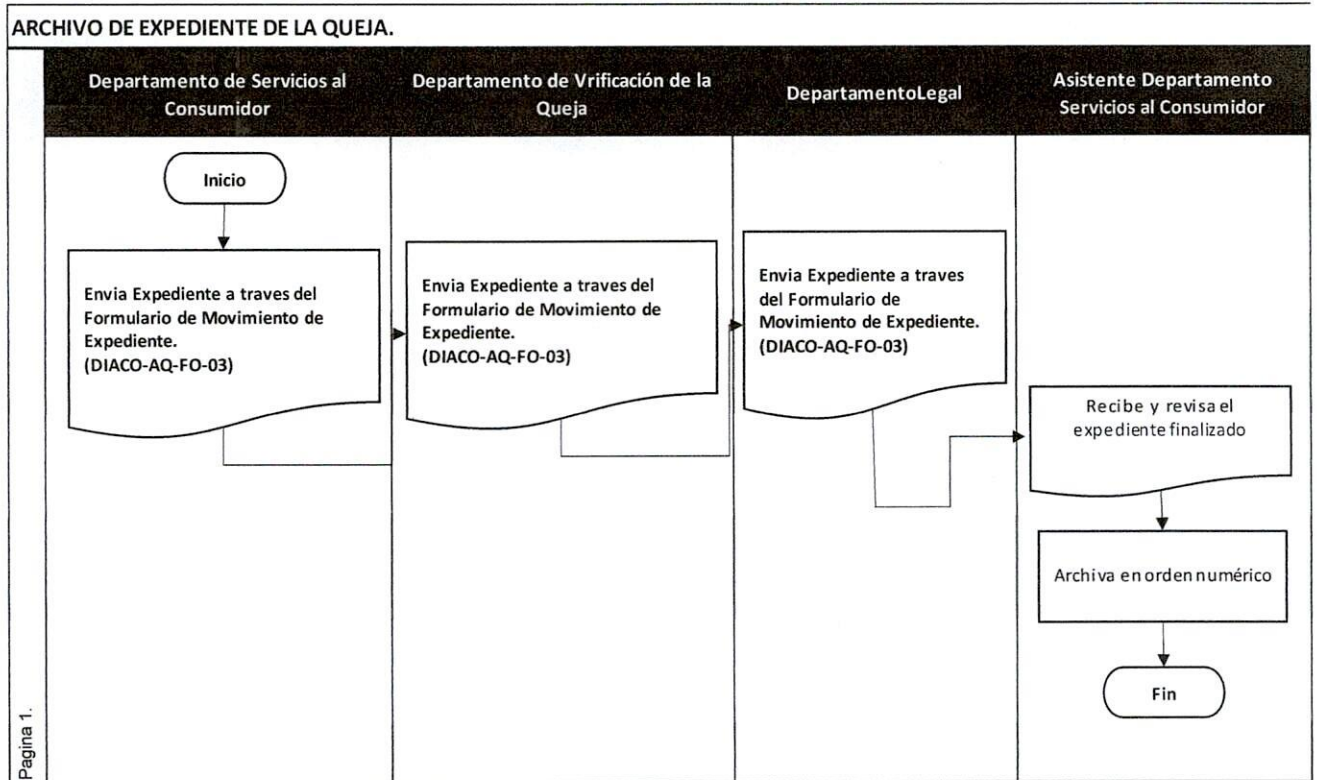 ARCHIVO DE EXPEDIENTE DE LA QUEJA.
Departamento de Servicios al
Consumidor
Departamento de Vrificación de la
Queja
DepartamentoLegal
Asistente Departamento
Servicios al Consumidor
Inicio
Envia Expediente a traves del
Formulario de Movimiento de
Expediente.
(DIACO-AQ-FO-03)
Envia Expediente a traves del
Formulario de Movimiento de
Expediente.
(DIACO-AQ-FO-03)
Envia Expediente a traves
del Formulario de
Movimiento de Expediente.
(DIACO-AQ-FO-03)
Recibe y revisa el
expediente finalizado
Archiva en orden numérico
Fin
Pagina 1.